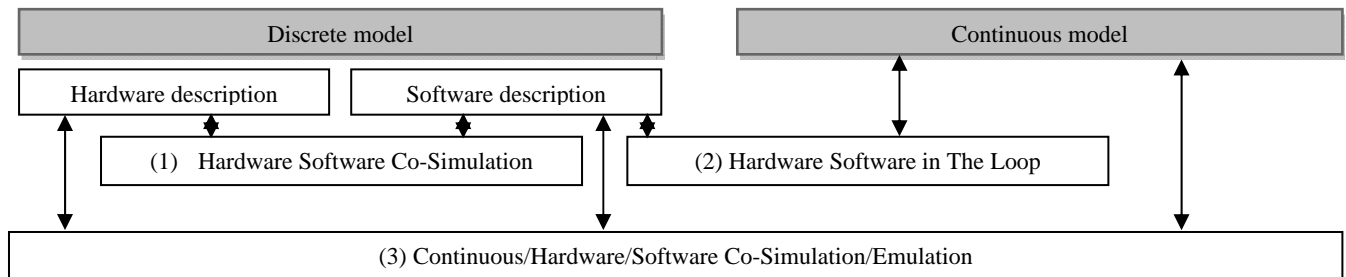 Discrete model
Continuous model
Hardware description
Software description
(1) Hardware Software Co-Simulation
(2) Hardware Software in The Loop
(3) Continuous/Hardware/Software Co-Simulation/Emulation